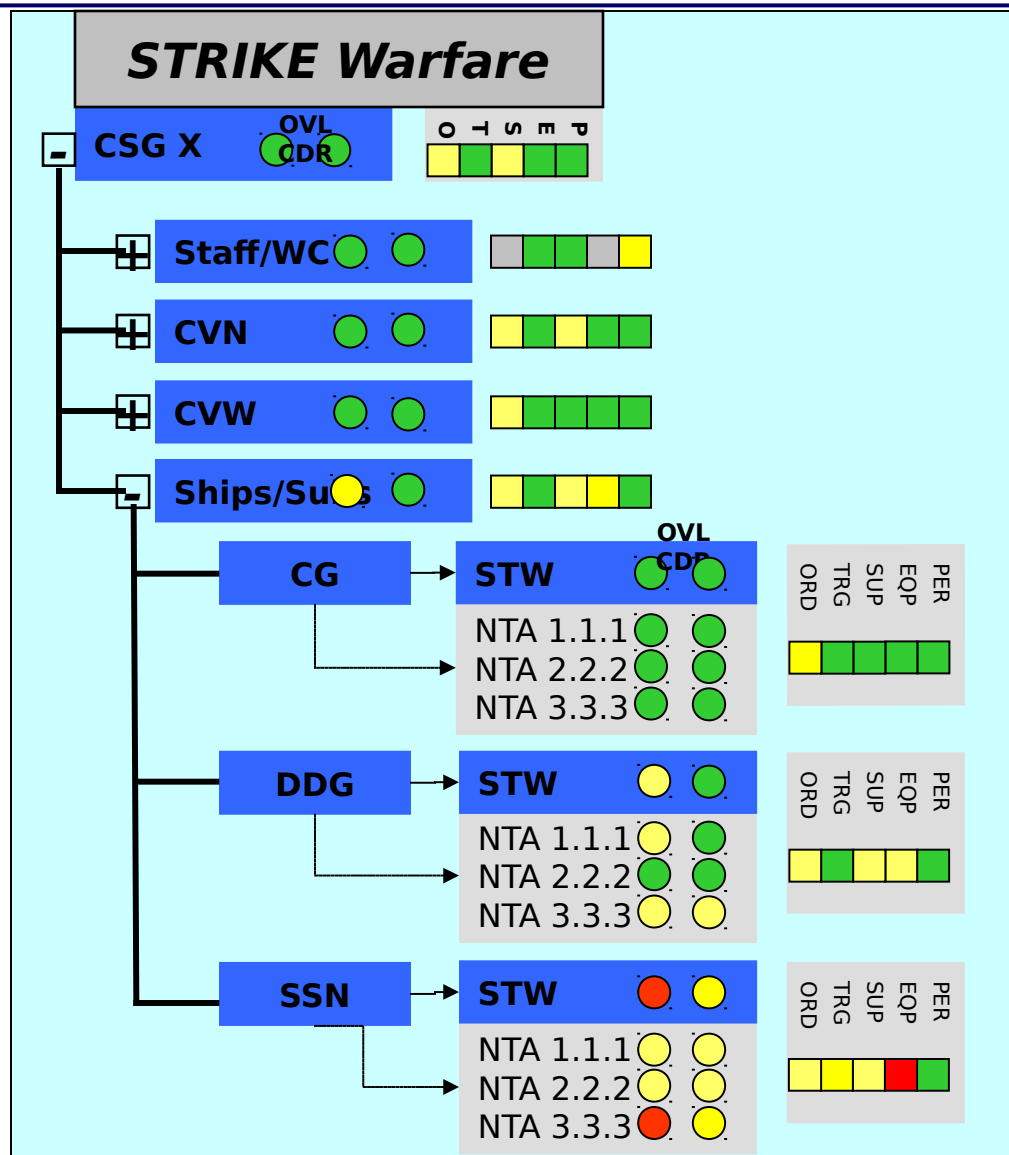 STRIKE Warfare
OVL
CDR
- CSG X
O T S E P
+ Staff/WC
+ CVN
+ CVW
- Ships/Subs
OVL
CDR
CG
STW
NTA 1.1.1
NTA 2.2.2
NTA 3.3.3
ORD TRG SUP EQP PER
DDG
STW
NTA 1.1.1
NTA 2.2.2
NTA 3.3.3
ORD TRG SUP EQP PER
SSN
STW
NTA 1.1.1
NTA 2.2.2
NTA 3.3.3
ORD TRG SUP EQP PER